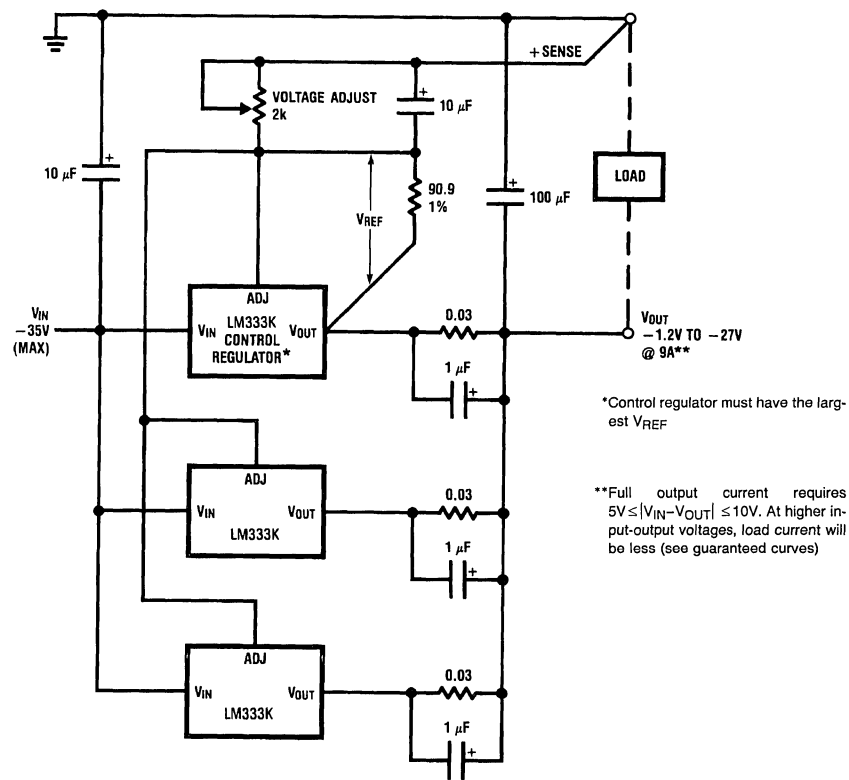 +SENSE
VOLTAGE ADJUST
2k
+
10 µF
+
10 µF
90.9
1%
VREF
+
100 µF
LOAD
VIN
−35V
(MAX)
ADJ
VIN
LM333K
CONTROL
REGULATOR*
VOUT
0.03
1 µF
+
VOUT
−1.2V TO −27V
@ 9A**
*Control regulator must have the larg-
est VREF
ADJ
VIN
VOUT
LM333K
0.03
1 µF
+
**Full output current requires
5V≤|VIN−VOUT| ≤10V. At higher in-
put-output voltages, load current will
be less (see guaranteed curves)
ADJ
VIN
VOUT
LM333K
0.03
1 µF
+